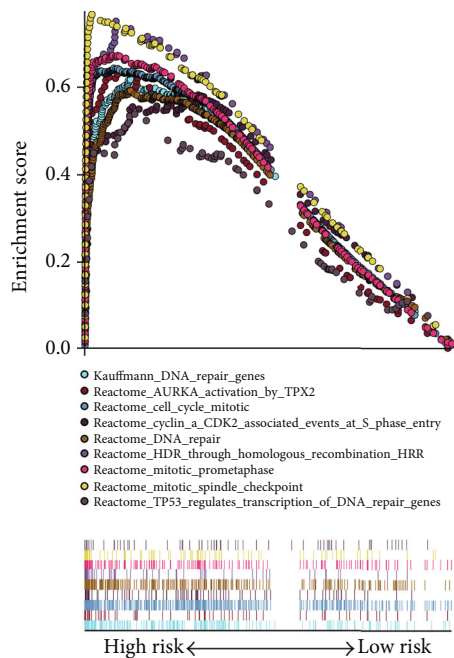 0.6
0.4
0.2
0.0
Enrichment score
Kauffmann_DNA_repair_genes
Reactome_AURKA_activation_by_TPX2
Reactome_cell_cycle_mitotic
Reactome_cyclin_a_CDK2_associated_events_at_S_phase_entry
Reactome_DNA_repair
Reactome_HDR_through_homologous_recombination_HRR
Reactome_mitotic_prometaphase
Reactome_mitotic_spindle_checkpoint
Reactome_TP53_regulates_transcription_of_DNA_repair_genes
High risk Low risk